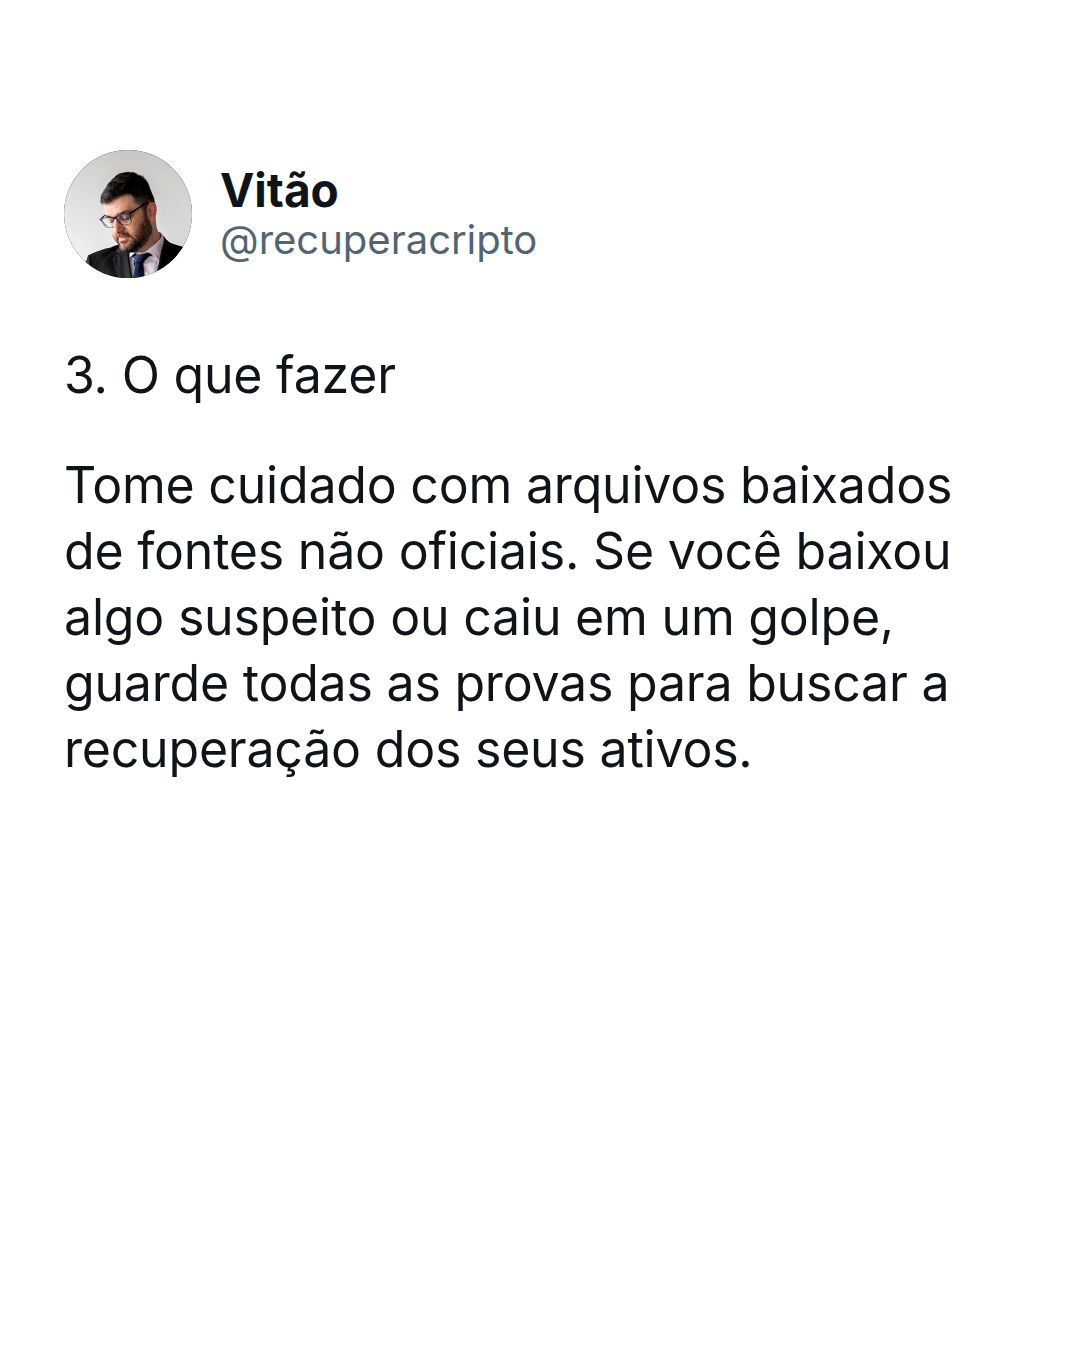 Vitão
@recuperacripto
3. O que fazer
Tome cuidado com arquivos baixados
de fontes não oficiais. Se você baixou
algo suspeito ou caiu em um golpe,
guarde todas as provas para buscar a
recuperação dos seus ativos.